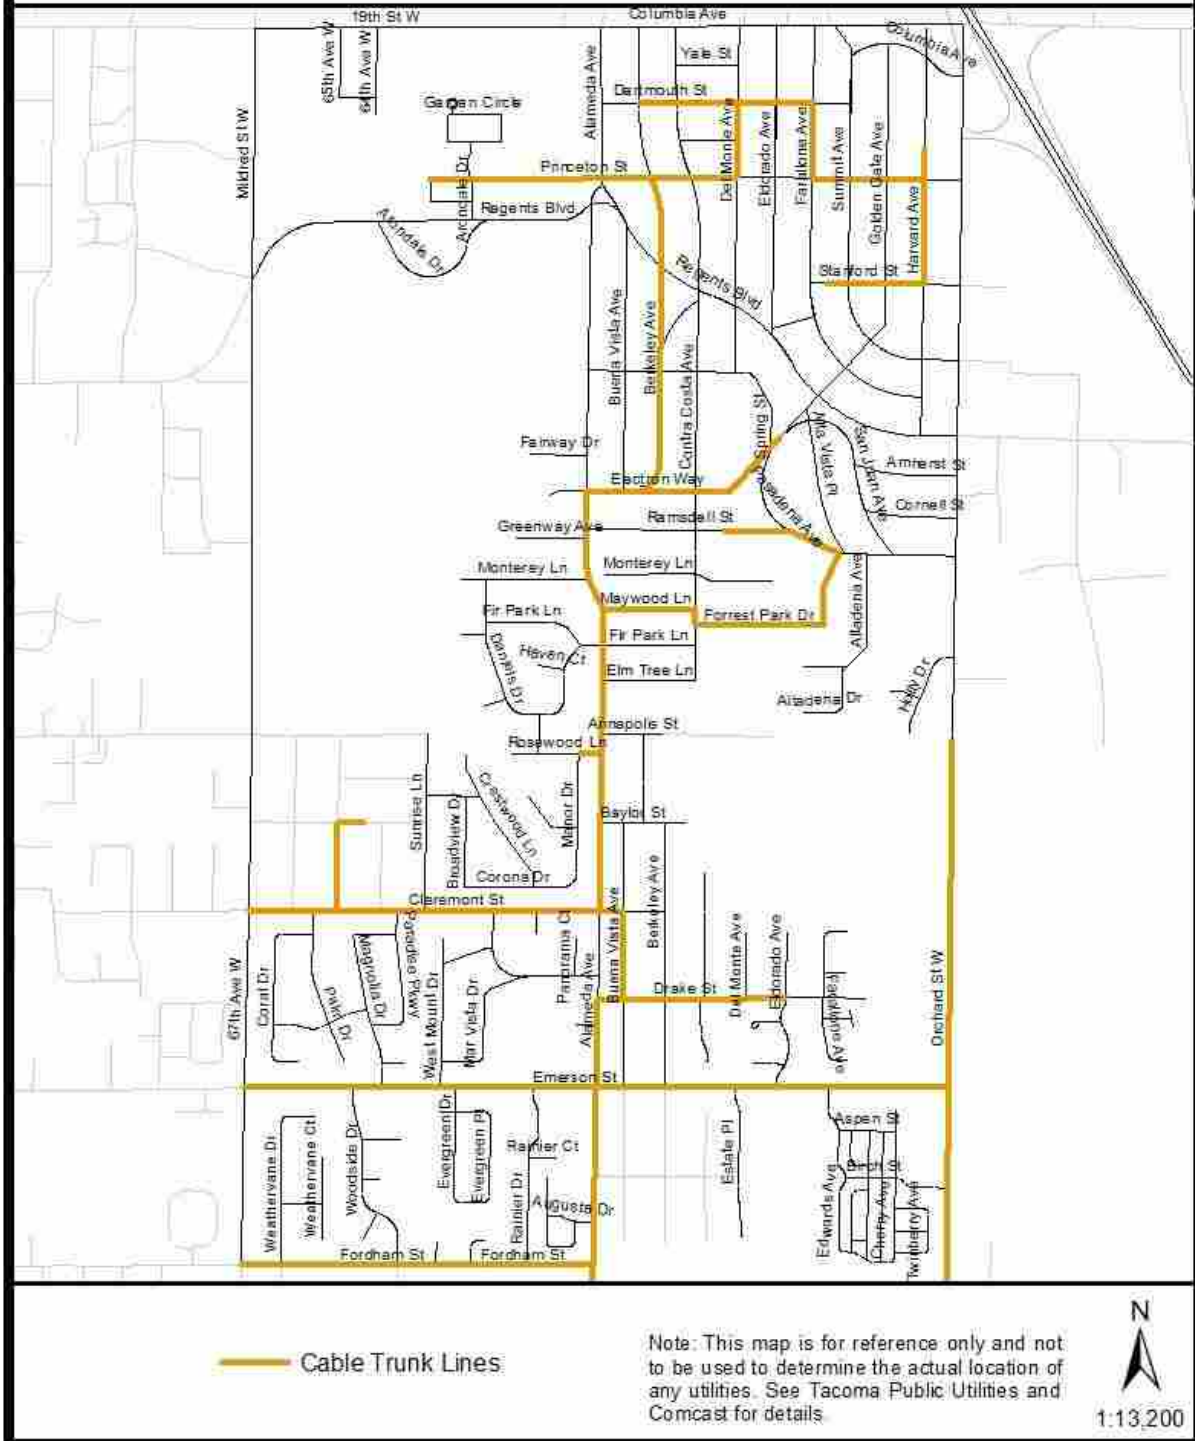 19th St W
Columbia Ave
65th Ave W
64th Ave W
Alameda Ave
Yale St
Columbia Ave
Dartmouth St
Garden Circle
Mildred St W
Del Monte Ave
Eldorado Ave
Farallone Ave
Summit Ave
Golden Gate Ave
Princeton St
Harvard Ave
Regents Blvd
Alondale Dr
Stanford St
Regents Blvd
Buena Vista Ave
Berkeley Ave
Contra Costa Ave
Spring St
Alta Vista Pl
San Juan Ave
Fairway Dr
Amherst St
Electron Way
Pasadena Ave
Cornell St
Greenway Ave
Ramsdell St
Monterey Ln
Monterey Ln
Altadena Ave
Maywood Ln
Fir Park Ln
Forrest Park Dr
Fir Park Ln
Haven Ct
Daniels Dr
Elm Tree Ln
Altadena Dr
Holly Dr
Annapolis St
Rosewood Ln
Sunrise Ln
Broadview Dr
Crestwood Ln
Manor Dr
Baylor St
Corona Dr
Claremont St
Berkeley Ave
Buena Vista Ave
Panorama Ct
Alameda Ave
67th Ave W
Coral Dr
Palm Dr
Magnolia Dr
Paradise Pkwy
West Mount Dr
Mar Vista Dr
Drake St
Del Monte Ave
Eldorado Ave
Farallone Ave
Orchard St W
Emerson St
Weathervane Dr
Weathervane Ct
Woodside Dr
Evergreen Dr
Evergreen Pl
Rainier Ct
Rainier Dr
Augusta Dr
Estate Pl
Aspen St
Birch St
Edwards Ave
Cherry Ave
Twinberry Ave
Fordham St
Fordham St
Cable Trunk Lines
Note: This map is for reference only and not
to be used to determine the actual location of
any utilities. See Tacoma Public Utilities and
Comcast for details.
N
1:13,200